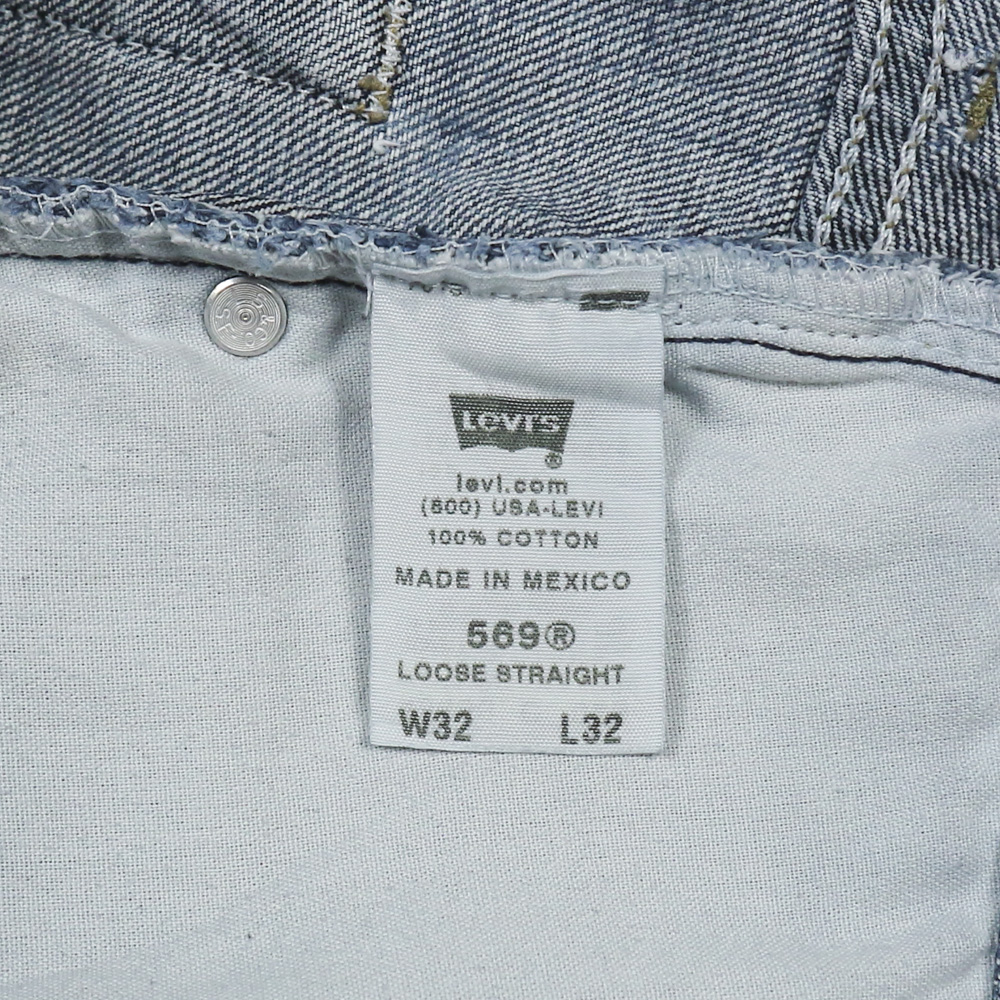 LEVI'S
®
levi.com
(800) USA-LEVI
100% COTTON
MADE IN MEXICO
569®
LOOSE STRAIGHT
W32 L32